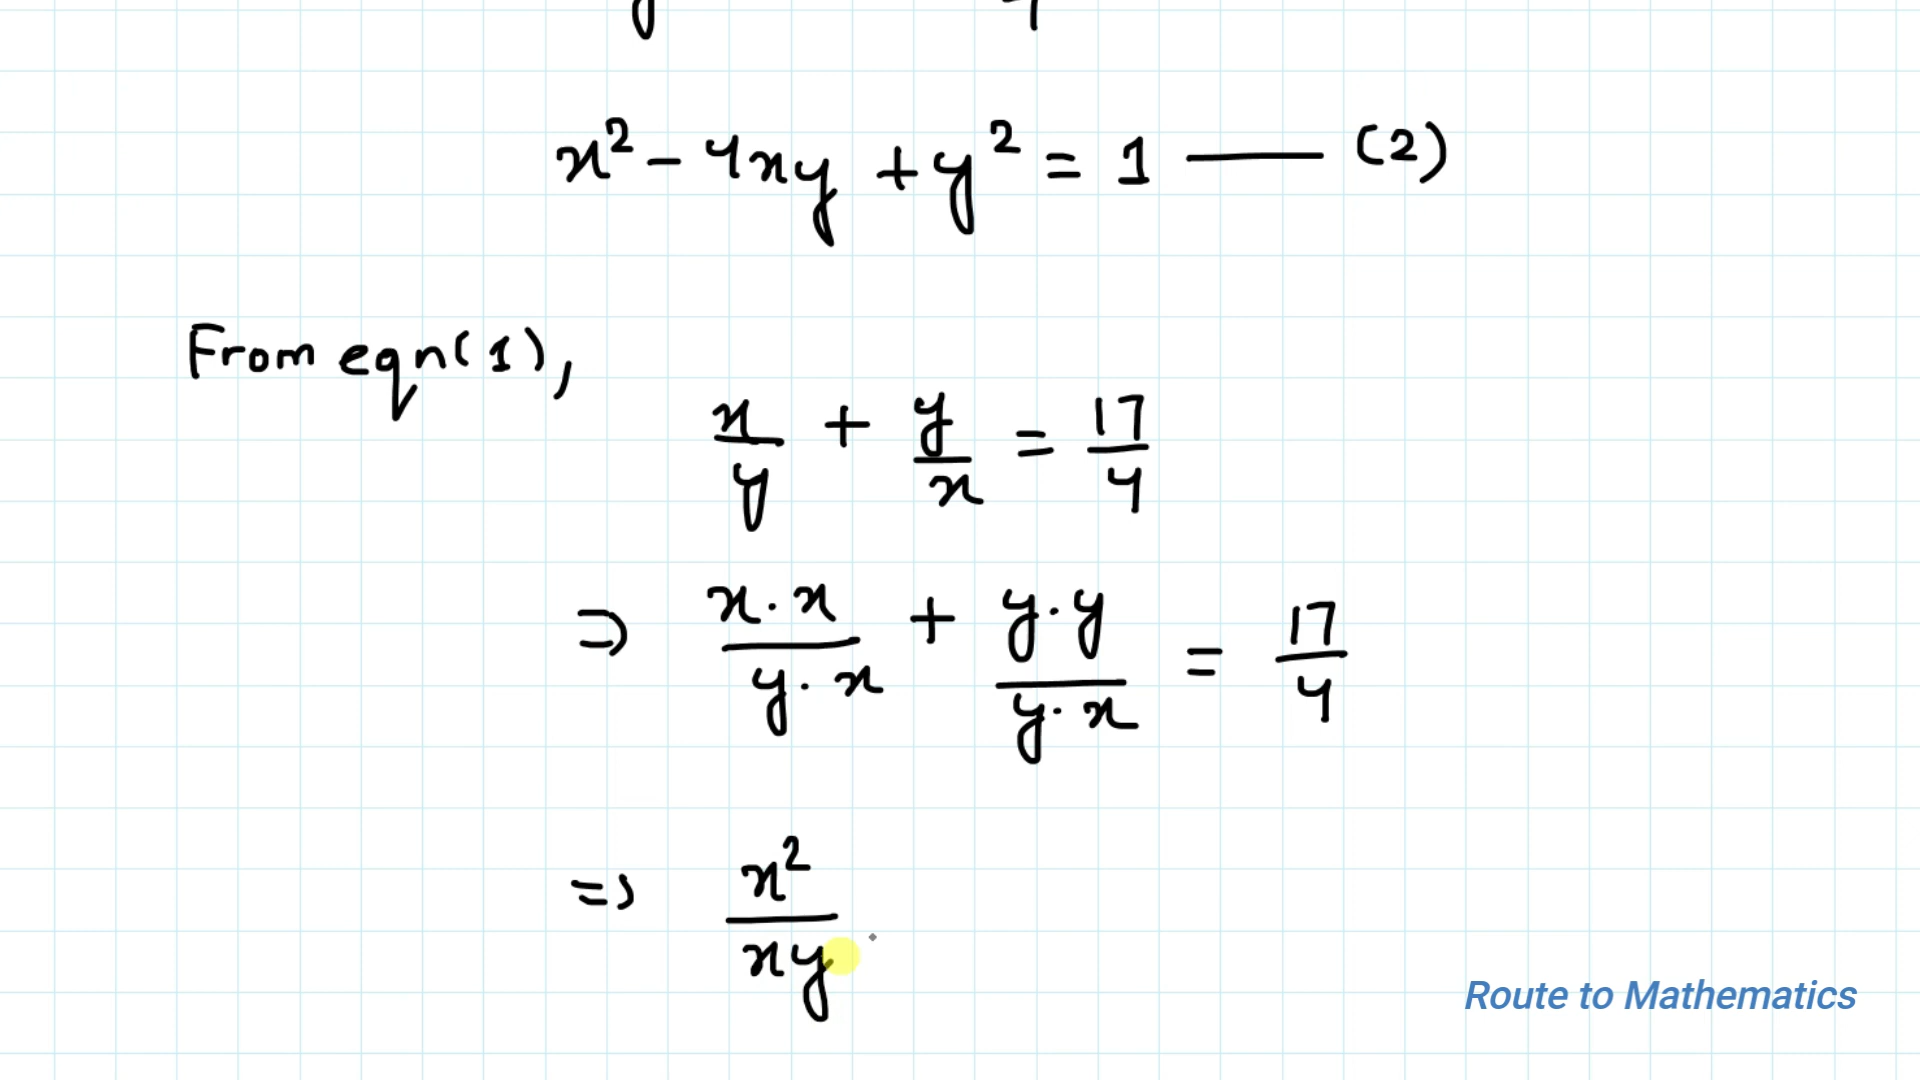 x² - 4xy + y² = 1 —— (2)
From eqn(1),
x/y + y/x = 17/4
⇒ x·x/y·x + y·y/y·x = 17/4
⇒ x²/xy
Route to Mathematics